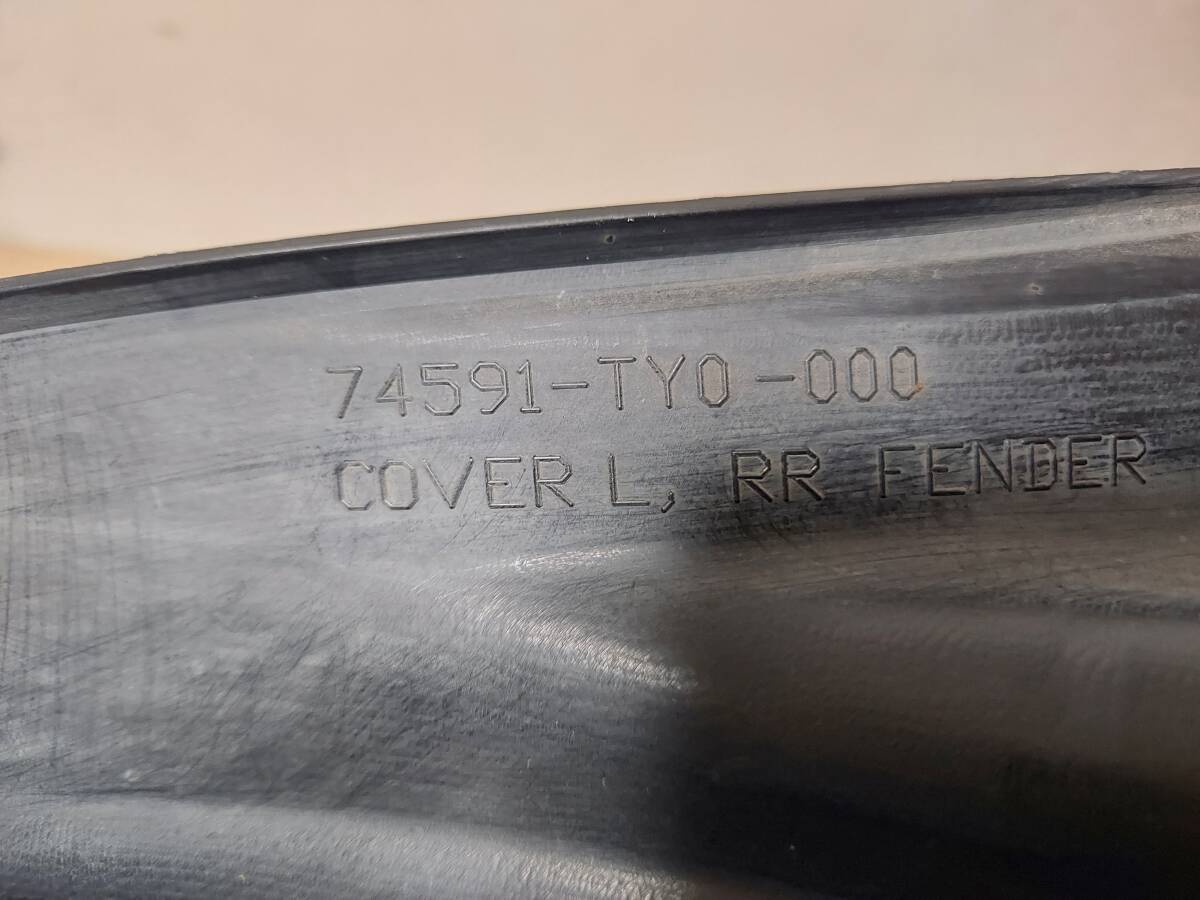 74591-TY0-000
COVER L, RR FENDER